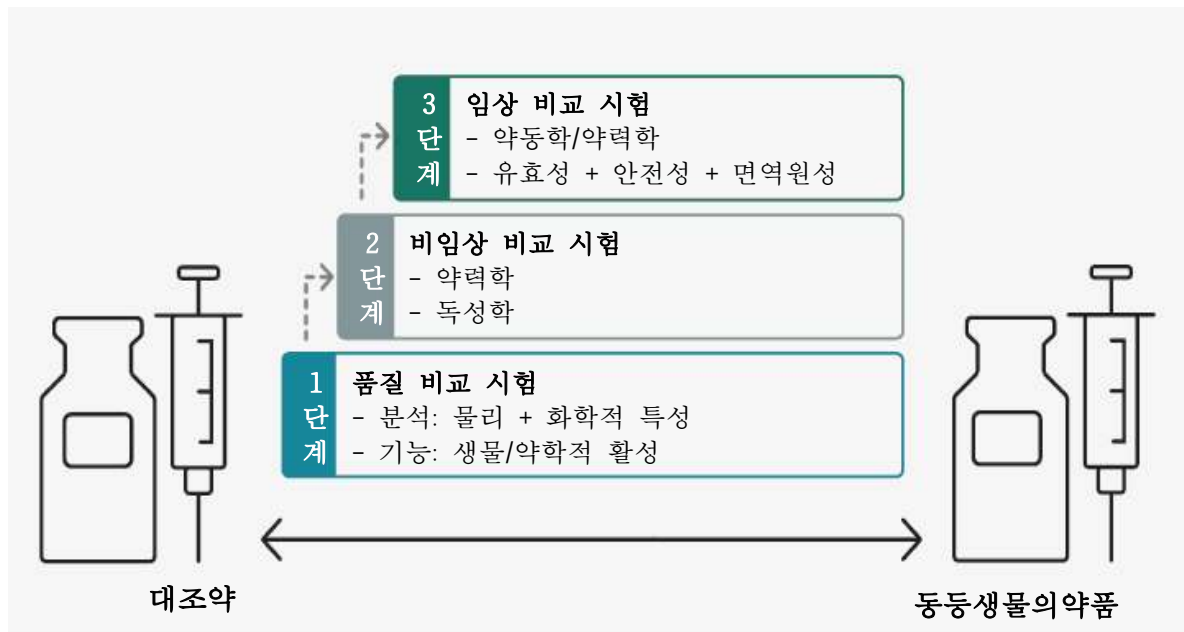 3단계
임상 비교 시험
- 약동학/약력학
- 유효성 + 안전성 + 면역원성
2단계
비임상 비교 시험
- 약력학
- 독성학
1단계
품질 비교 시험
- 분석: 물리 + 화학적 특성
- 기능: 생물/약학적 활성
대조약
동등생물의약품